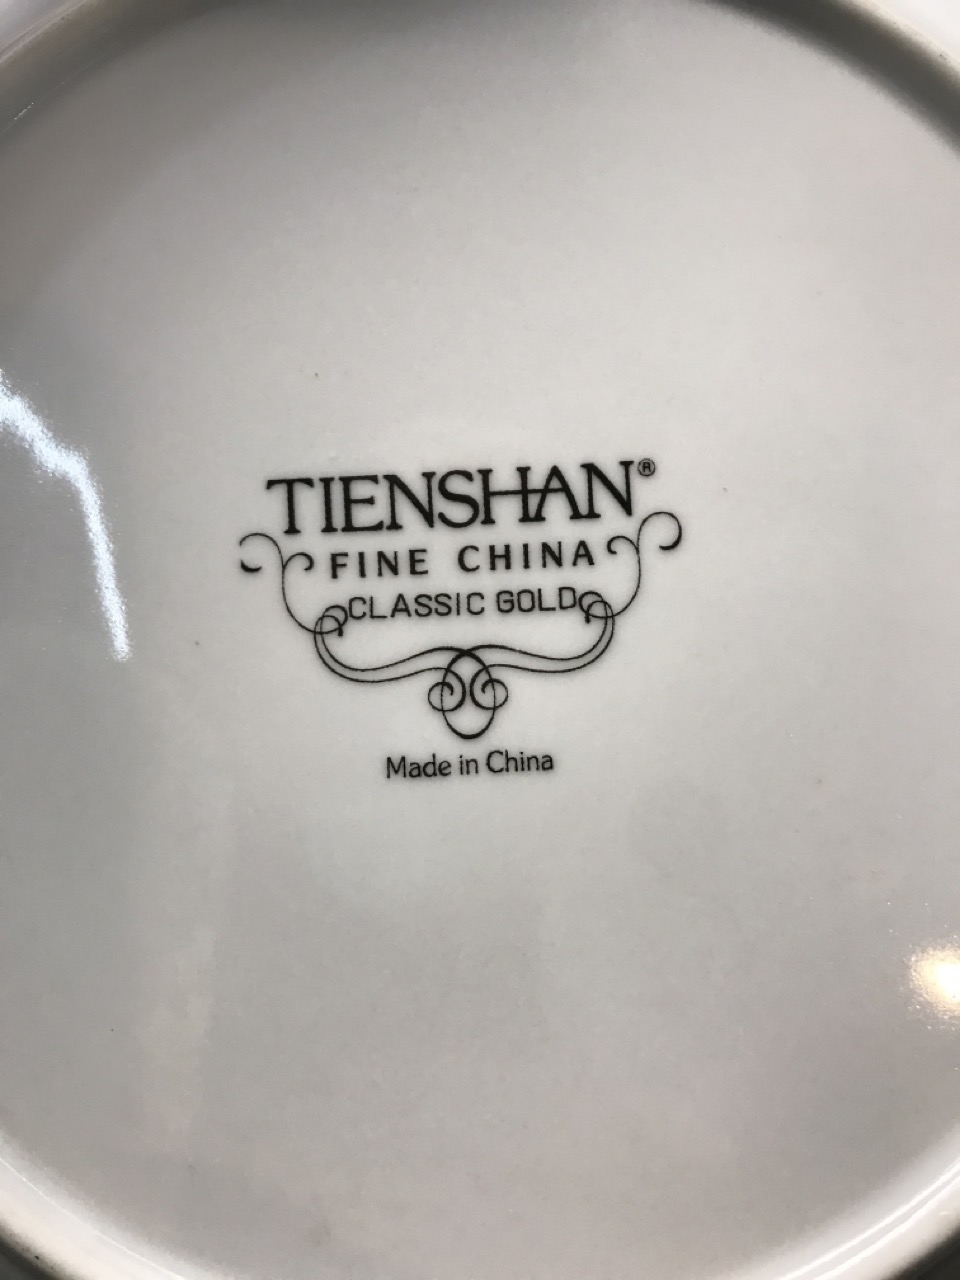 TIENSHAN®
FINE CHINA
CLASSIC GOLD
Made in China